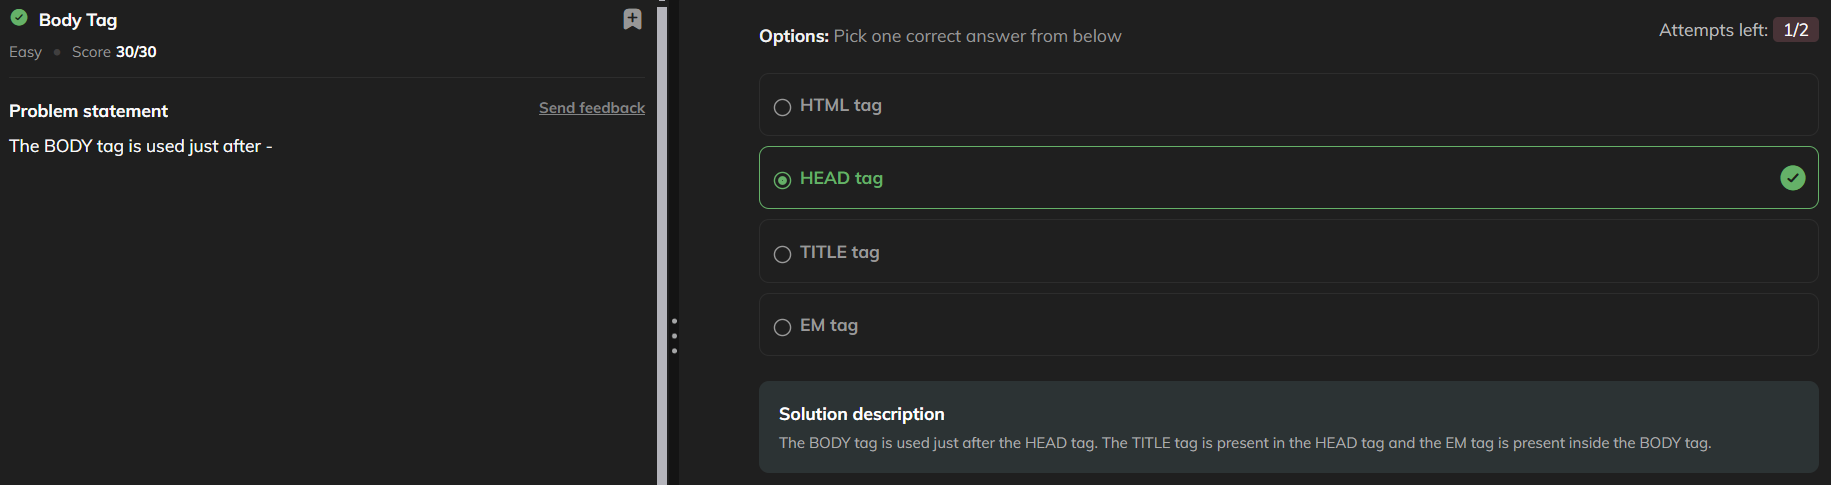 Body Tag
Easy • Score 30/30
Problem statement
Send feedback
The BODY tag is used just after -
Options: Pick one correct answer from below
Attempts left: 1/2
HTML tag
HEAD tag
TITLE tag
EM tag
Solution description
The BODY tag is used just after the HEAD tag. The TITLE tag is present in the HEAD tag and the EM tag is present inside the BODY tag.